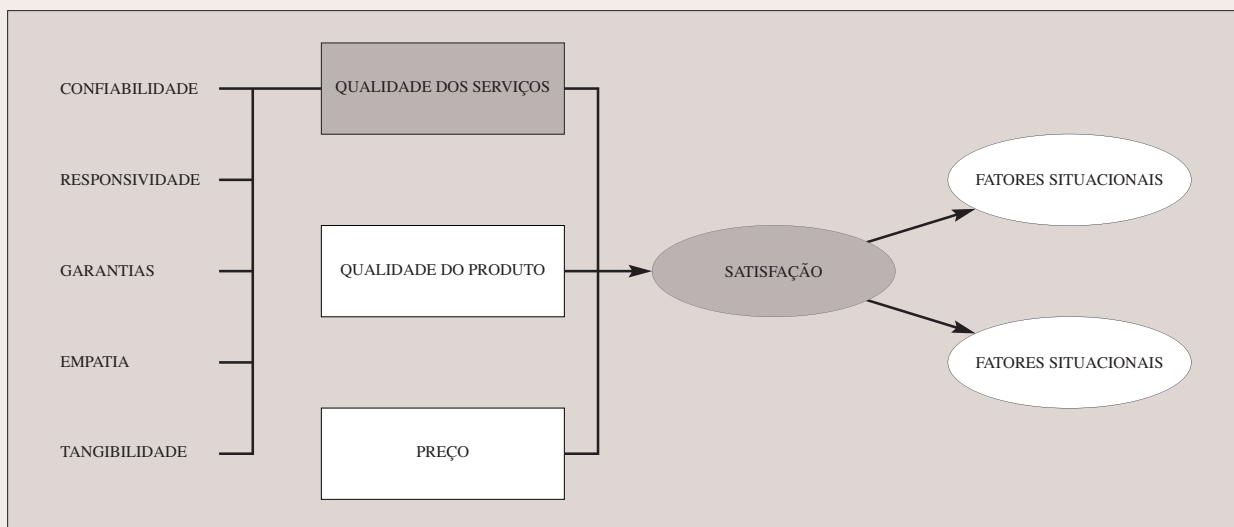 CONFIABILIDADE
RESPONSIVIDADE
GARANTIAS
EMPATIA
TANGIBILIDADE
QUALIDADE DOS SERVIÇOS
QUALIDADE DO PRODUTO
PREÇO
SATISFAÇÃO
FATORES SITUACIONAIS
FATORES SITUACIONAIS